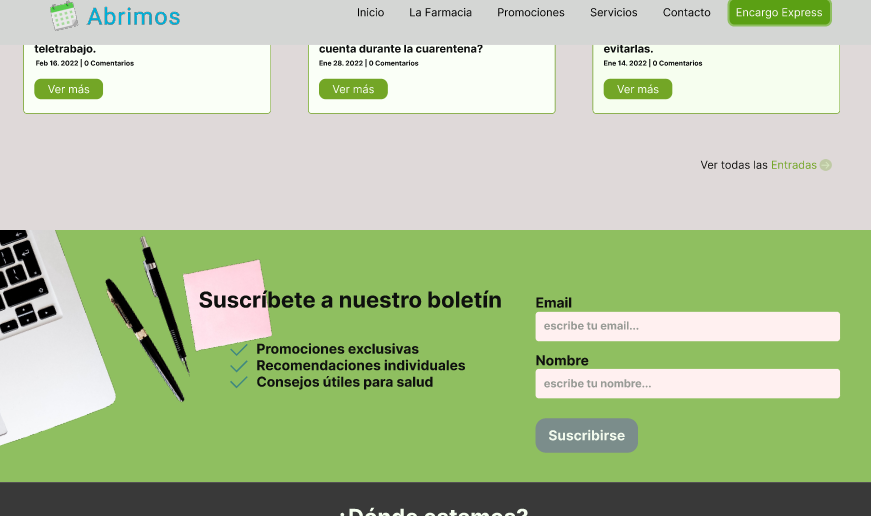 Abrimos
Inicio
La Farmacia
Promociones
Servicios
Contacto
Encargo Express
teletrabajo.
Feb 16. 2022 | 0 Comentarios
Ver más
cuenta durante la cuarentena?
Ene 28. 2022 | 0 Comentarios
Ver más
evitarlas.
Ene 14. 2022 | 0 Comentarios
Ver más
Ver todas las Entradas
Suscríbete a nuestro boletín
Promociones exclusivas
Recomendaciones individuales
Consejos útiles para salud
Email
escribe tu email...
Nombre
escribe tu nombre...
Suscribirse
¿Dónde estamos?